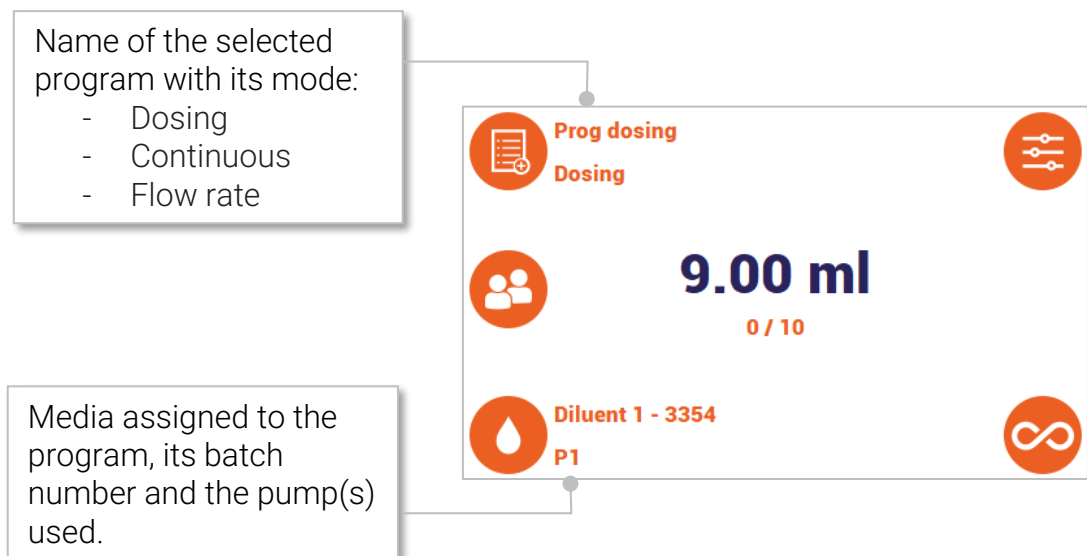 Name of the selected
program with its mode:
- Dosing
- Continuous
- Flow rate
Prog dosing
Dosing
9.00 ml
0 / 10
Media assigned to the
program, its batch
number and the pump(s)
used.
Diluent 1 - 3354
P1